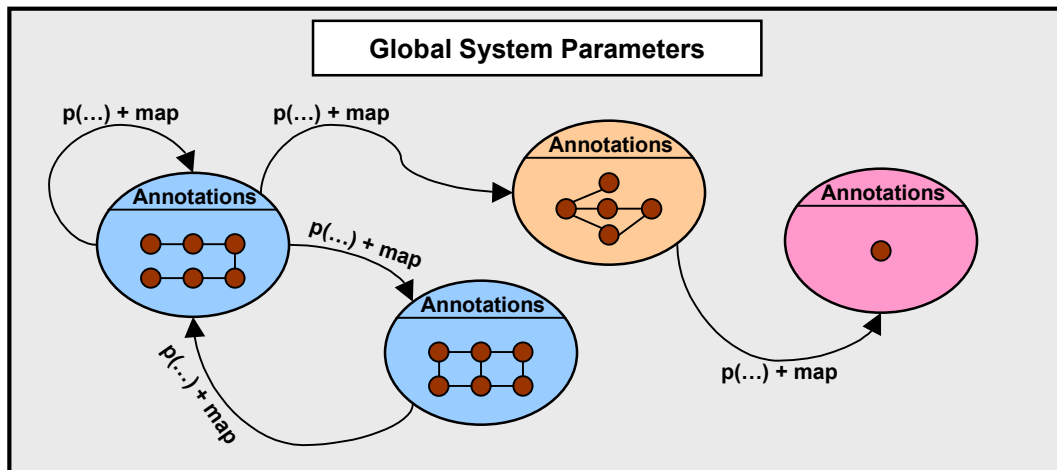 Global System Parameters
p(…) + map
p(…) + map
Annotations
Annotations
Annotations
p(…) + map
Annotations
p(…) + map
p(…) + map